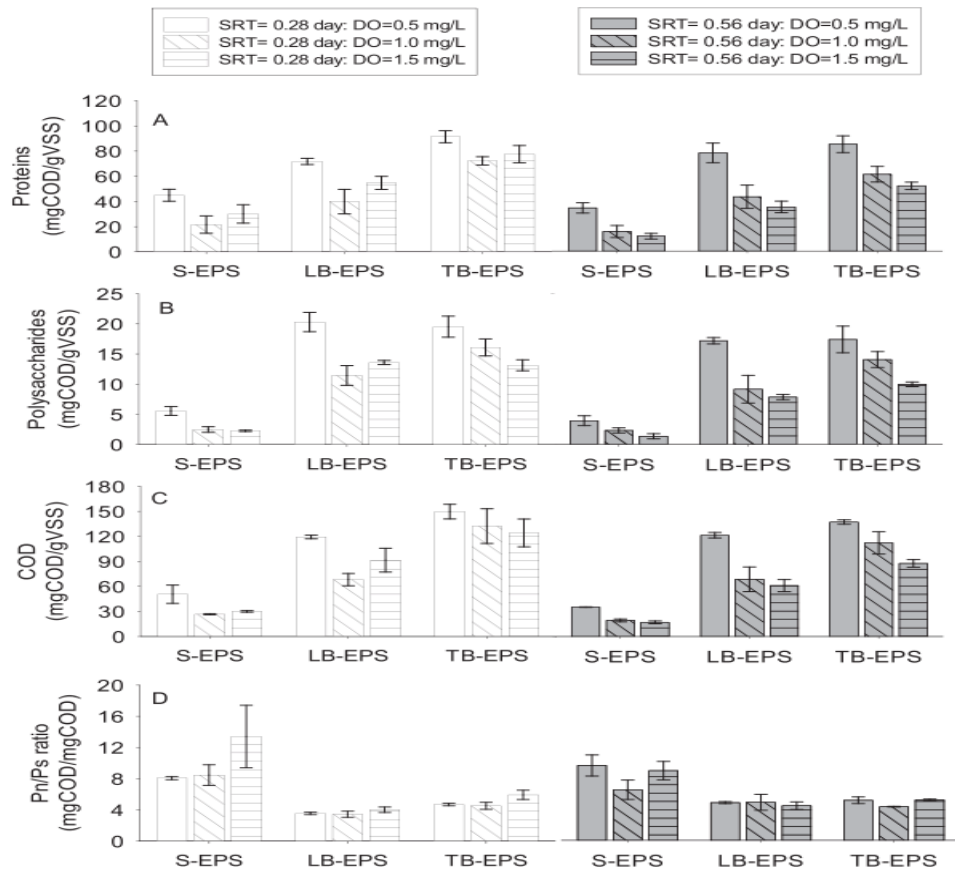 SRT= 0.28 day: DO=0.5 mg/L
SRT= 0.28 day: DO=1.0 mg/L
SRT= 0.28 day: DO=1.5 mg/L
SRT= 0.56 day: DO=0.5 mg/L
SRT= 0.56 day: DO=1.0 mg/L
SRT= 0.56 day: DO=1.5 mg/L
A
Proteins
(mgCOD/gVSS)
120
100
80
60
40
20
0
S-EPS LB-EPS TB-EPS S-EPS LB-EPS TB-EPS
B
Polysaccharides
(mgCOD/gVSS)
25
20
15
10
5
0
S-EPS LB-EPS TB-EPS S-EPS LB-EPS TB-EPS
C
COD
(mgCOD/gVSS)
180
150
120
90
60
30
0
S-EPS LB-EPS TB-EPS S-EPS LB-EPS TB-EPS
D
Pn/Ps ratio
(mgCOD/mgCOD)
20
16
12
8
4
0
S-EPS LB-EPS TB-EPS S-EPS LB-EPS TB-EPS